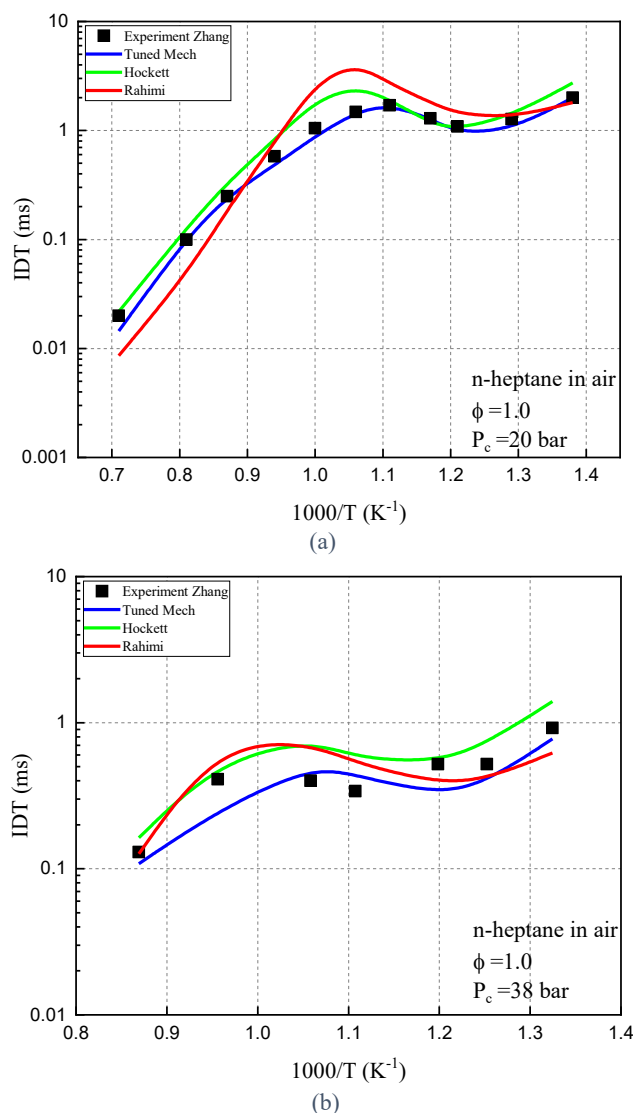 10
1
0.1
0.01
0.001
IDT (ms)
Experiment Zhang
Tuned Mech
Hockett
Rahimi
n-heptane in air
ϕ =1.0
P_c =20 bar
0.7 0.8 0.9 1.0 1.1 1.2 1.3 1.4
1000/T (K⁻¹)
(a)
10
1
0.1
0.01
IDT (ms)
Experiment Zhang
Tuned Mech
Hockett
Rahimi
n-heptane in air
ϕ =1.0
P_c =38 bar
0.8 0.9 1.0 1.1 1.2 1.3 1.4
1000/T (K⁻¹)
(b)